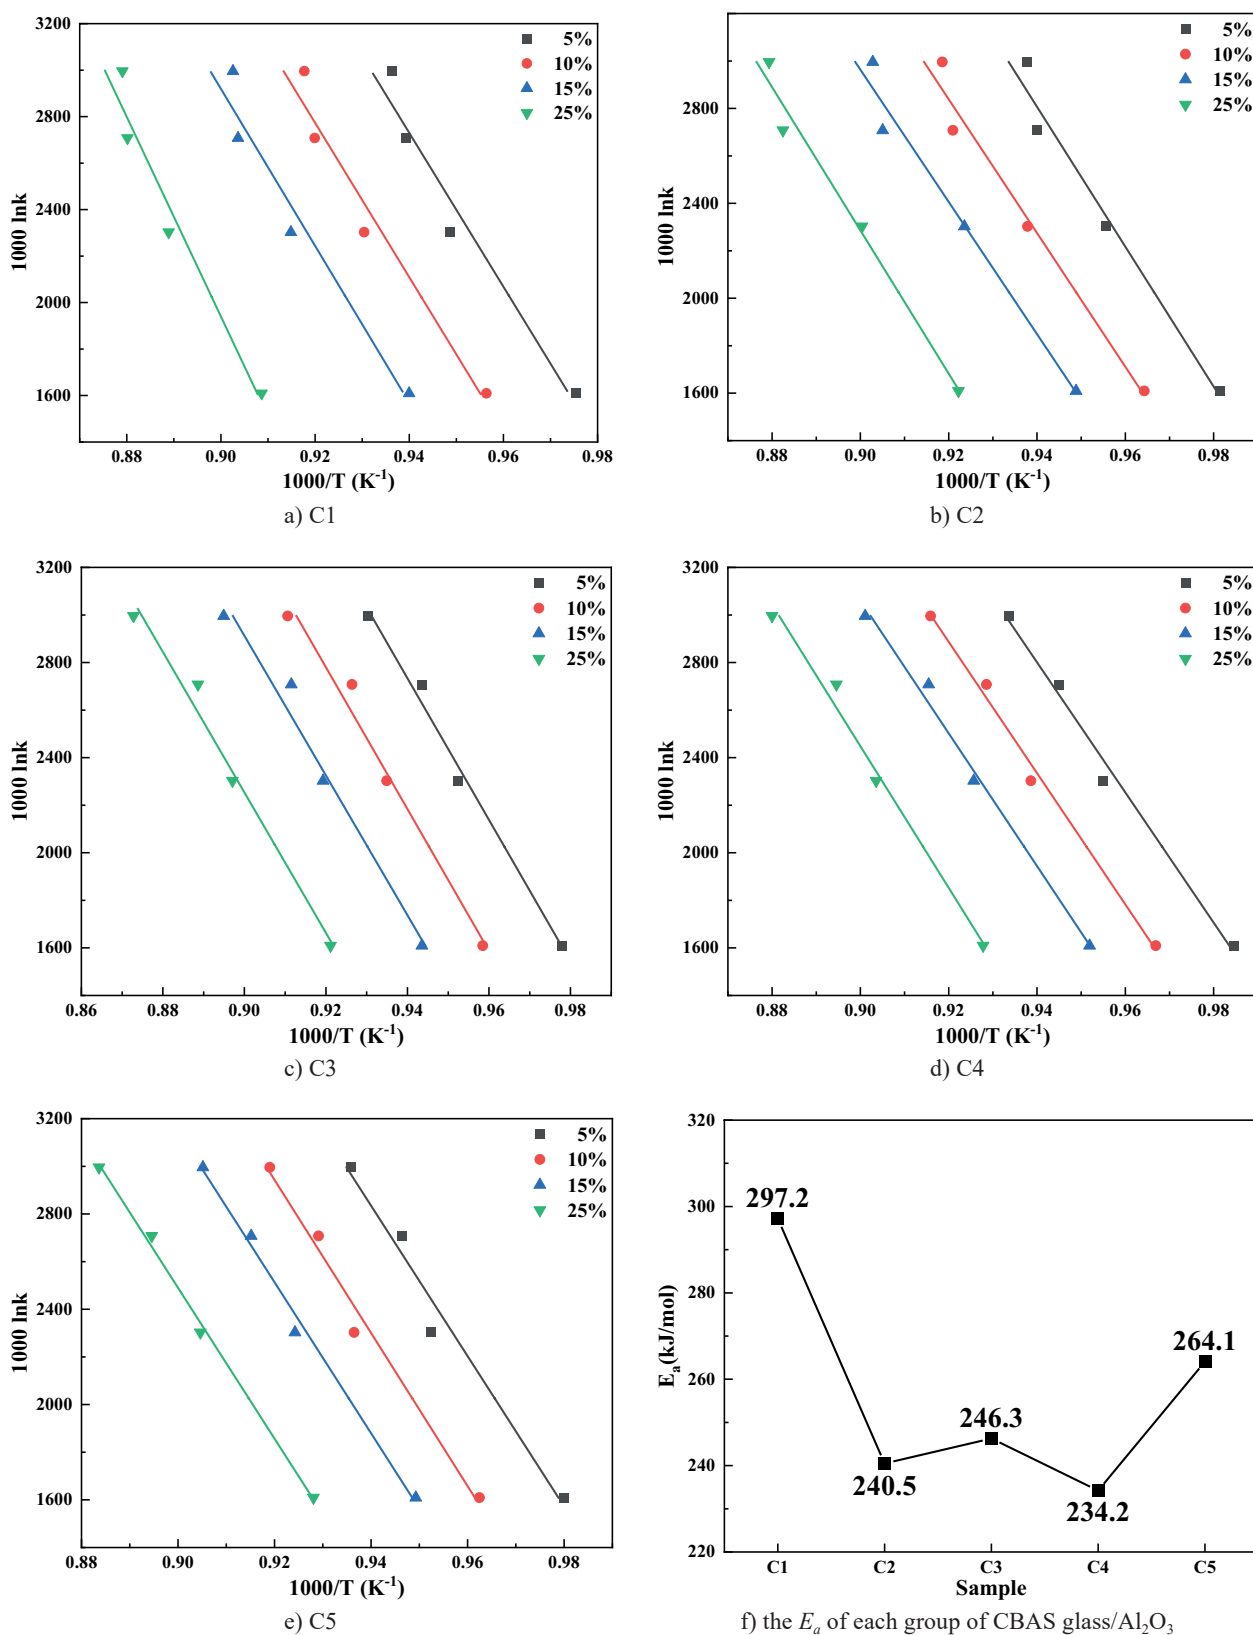 3200
2800
2400
2000
1600
1000 lnk
5%
10%
15%
25%
0.88 0.90 0.92 0.94 0.96 0.98
1000/T (K⁻¹)
a) C1
2800
2400
2000
1600
1000 lnk
5%
10%
15%
25%
0.88 0.90 0.92 0.94 0.96 0.98
1000/T (K⁻¹)
b) C2
3200
2800
2400
2000
1600
1000 lnk
5%
10%
15%
25%
0.86 0.88 0.90 0.92 0.94 0.96 0.98
1000/T (K⁻¹)
c) C3
3200
2800
2400
2000
1600
1000 lnk
5%
10%
15%
25%
0.88 0.90 0.92 0.94 0.96 0.98
1000/T (K⁻¹)
d) C4
3200
2800
2400
2000
1600
1000 lnk
5%
10%
15%
25%
0.88 0.90 0.92 0.94 0.96 0.98
1000/T (K⁻¹)
e) C5
320
300
280
260
240
220
Eₐ(kJ/mol)
297.2
240.5
246.3
234.2
264.1
C1 C2 C3 C4 C5
Sample
f) the Eₐ of each group of CBAS glass/Al₂O₃